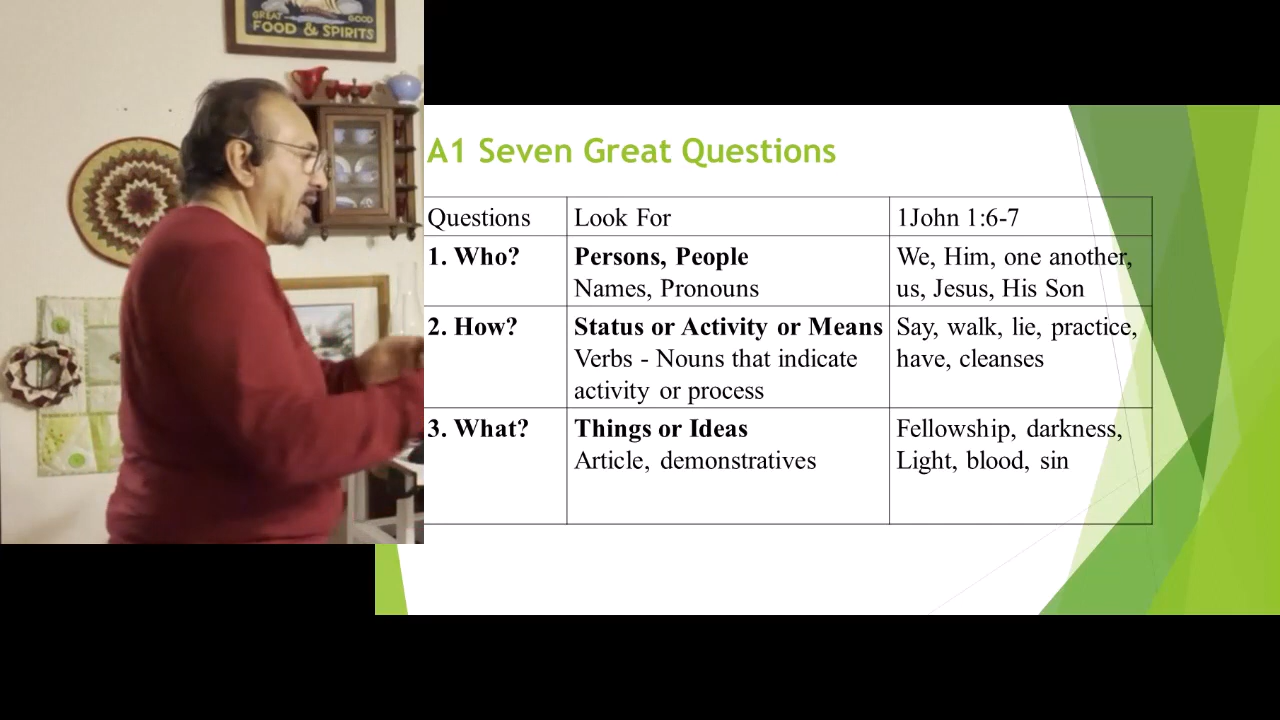 GREAT GOOD
FOOD & SPIRITS
A1 Seven Great Questions
Questions
Look For
1John 1:6-7
1. Who?
Persons, People
Names, Pronouns
We, Him, one another,
us, Jesus, His Son
2. How?
Status or Activity or Means
Verbs - Nouns that indicate
activity or process
Say, walk, lie, practice,
have, cleanses
3. What?
Things or Ideas
Article, demonstratives
Fellowship, darkness,
Light, blood, sin